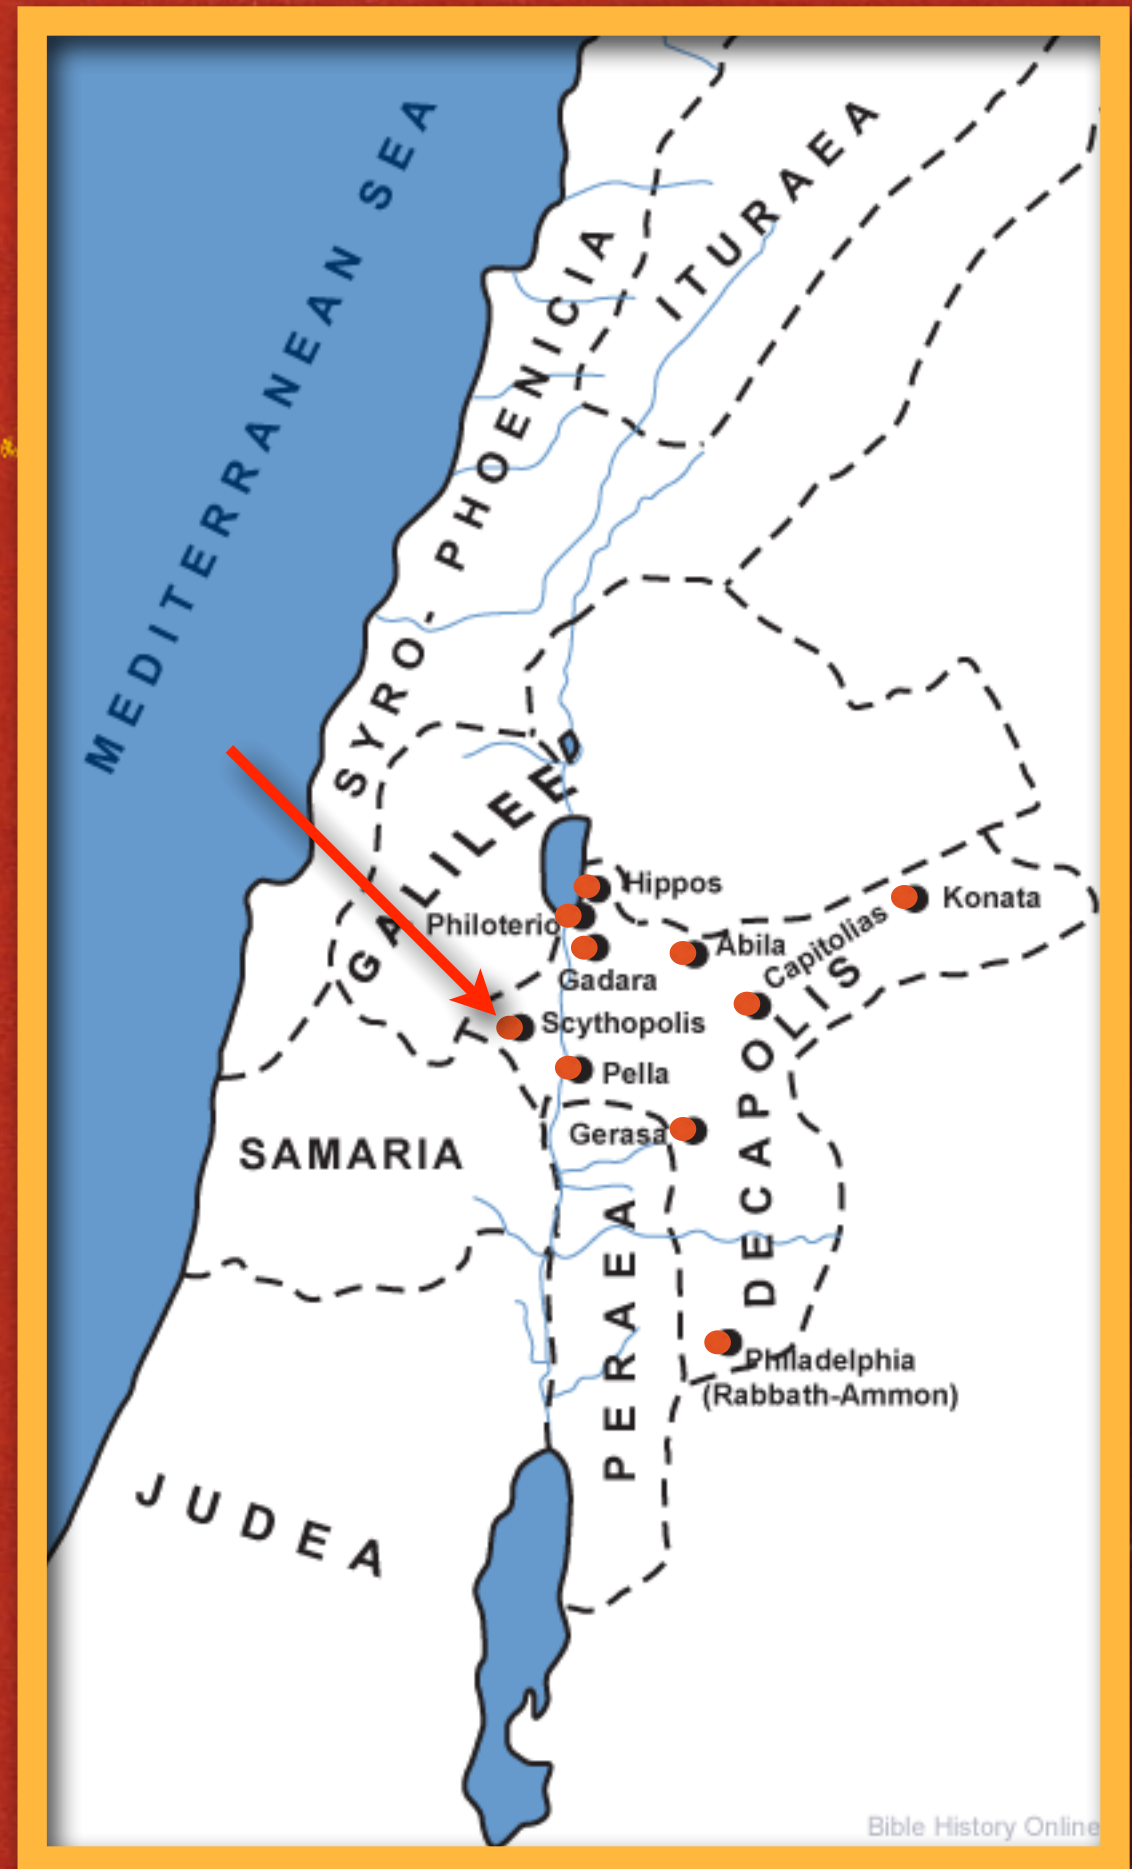 MEDITERRANEAN SEA
ITURAEA
SYRO-PHOENICIA
GALILEE
Hippos
Konata
Philoterio
Abila
Capitolias
Gadara
Scythopolis
Pella
DECAPOLIS
Gerasa
SAMARIA
PERAEA
Philadelphia
(Rabbath-Ammon)
JUDEA
Bible History Online